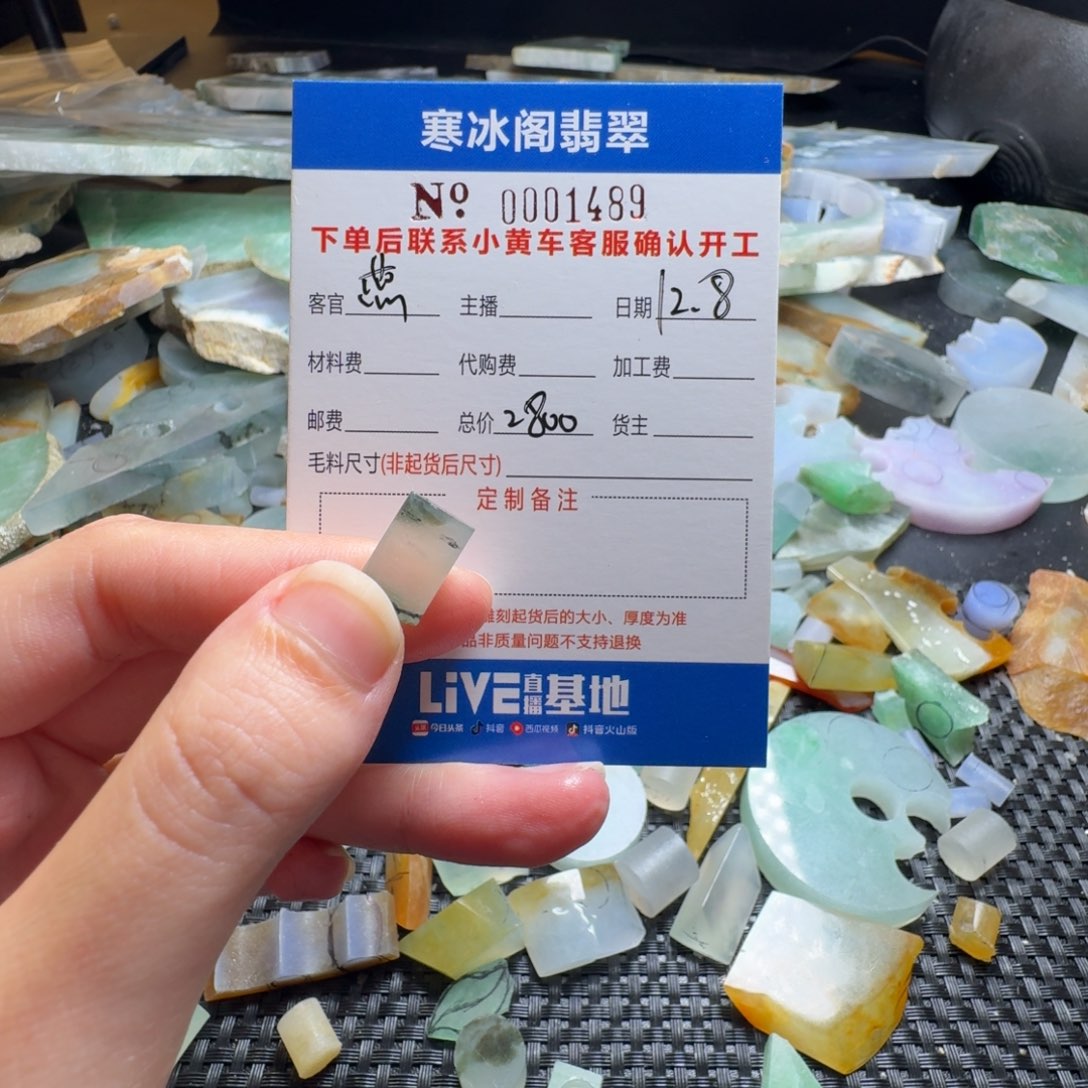 寒冰阁翡翠
Nº 0001489
下单后联系小黄车客服确认开工
客官 主播 日期 12.8
材料费 代购费 加工费
邮费 总价 2800 货主
毛料尺寸(非起货后尺寸)
定制备注
雕刻起货后的大小、厚度为准
品非质量问题不支持退换
LiVE直播基地
头条 今日头条 抖音 西瓜视频 抖音火山版